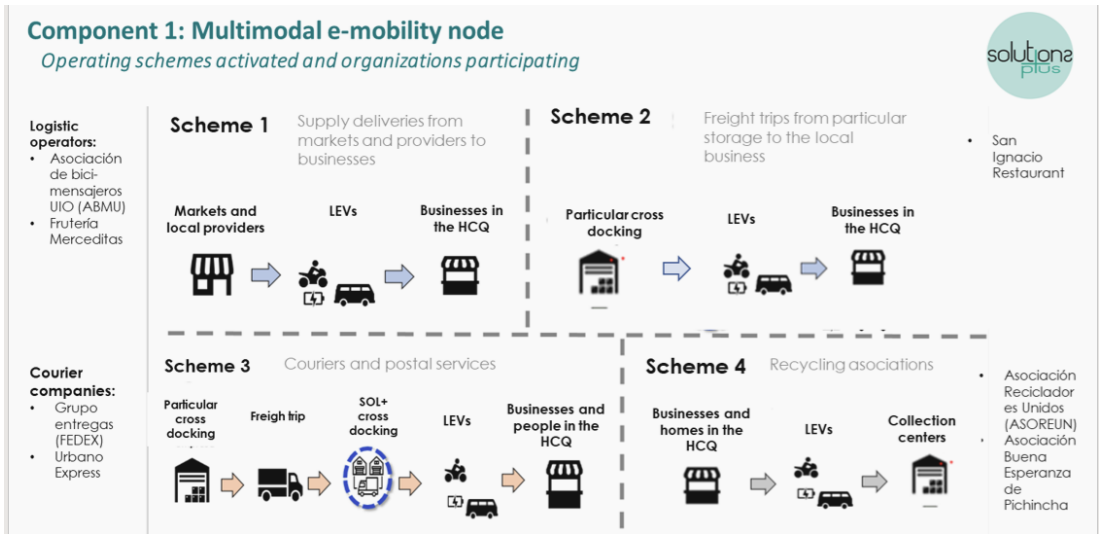 Component 1: Multimodal e-mobility node
Operating schemes activated and organizations participating
solutions
plus
Logistic
operators:
• Asociación
de bici-
mensajeros
UIO (ABMU)
• Frutería
Merceditas
Scheme 1
Supply deliveries from
markets and providers to
businesses
Markets and
local providers
LEVs
Businesses in
the HCQ
Scheme 2
Freight trips from particular
storage to the local
business
Particular cross
docking
LEVs
Businesses in
the HCQ
• San
Ignacio
Restaurant
Courier
companies:
• Grupo
entregas
(FEDEX)
• Urbano
Express
Scheme 3
Couriers and postal services
Particular
cross
docking
Freigh trip
SOL+
cross
docking
LEVs
Businesses and
people in the
HCQ
Scheme 4
Recycling asociations
Businesses and
homes in the
HCQ
LEVs
Collection
centers
• Asociación
Reciclador
es Unidos
(ASOREUN)
• Asociación
Buena
Esperanza
de
Pichincha